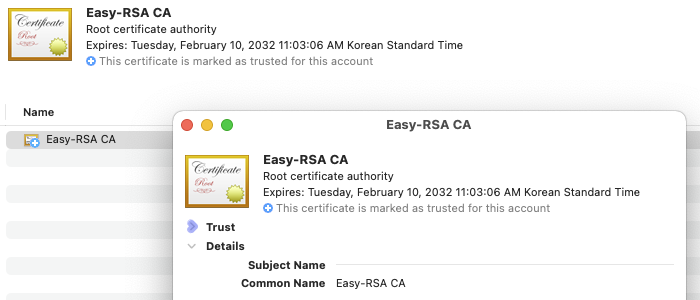 Easy-RSA CA
Root certificate authority
Expires: Tuesday, February 10, 2032 11:03:06 AM Korean Standard Time
This certificate is marked as trusted for this account
Name
Easy-RSA CA
Easy-RSA CA
Certificate
Root
Easy-RSA CA
Root certificate authority
Expires: Tuesday, February 10, 2032 11:03:06 AM Korean Standard Time
This certificate is marked as trusted for this account
Trust
Details
Subject Name
Common Name Easy-RSA CA